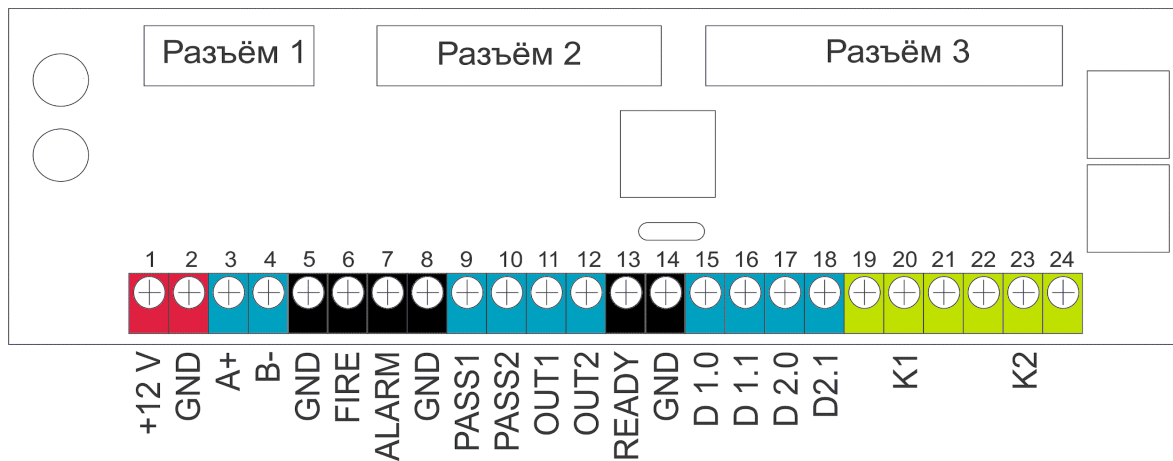 Разъём 1 Разъём 2 Разъём 3
1 2 3 4 5 6 7 8 9 10 11 12 13 14 15 16 17 18 19 20 21 22 23 24
+12 V GND A+ B- GND FIRE ALARM GND PASS1 PASS2 OUT1 OUT2 READY GND D 1.0 D 1.1 D 2.0 D2.1 K1 K2